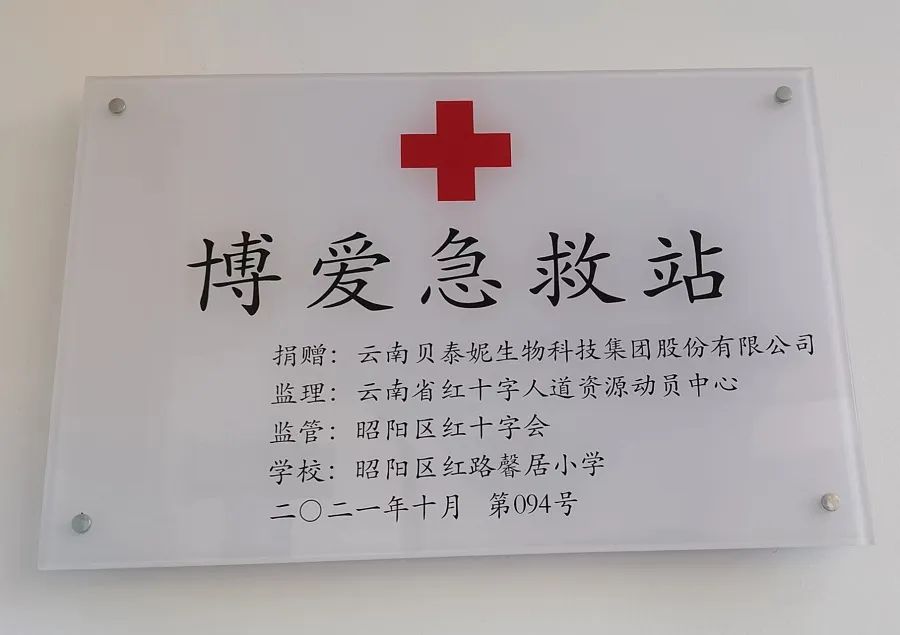 博爱急救站
捐赠：云南贝泰妮生物科技集团股份有限公司
监理：云南省红十字人道资源动员中心
监管：昭阳区红十字会
学校：昭阳区红路馨居小学
二〇二一年十月 第094号